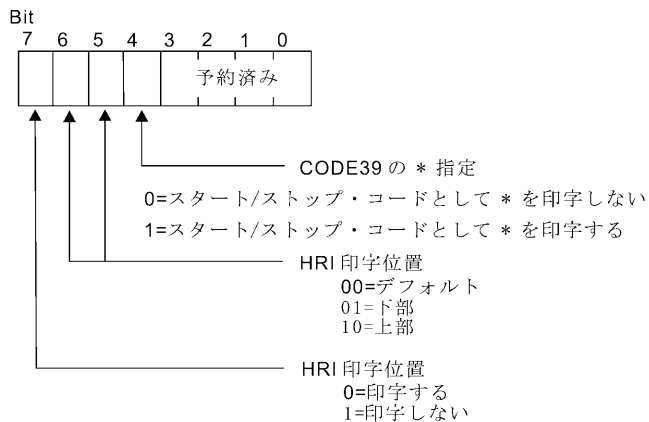 Bit
7 6 5 4 3 2 1 0
予約済み
CODE39 の * 指定
0=スタート/ストップ・コードとして * を印字しない
1=スタート/ストップ・コードとして * を印字する
HRI 印字位置
00=デフォルト
01=下部
10=上部
HRI 印字位置
0=印字する
1=印字しない